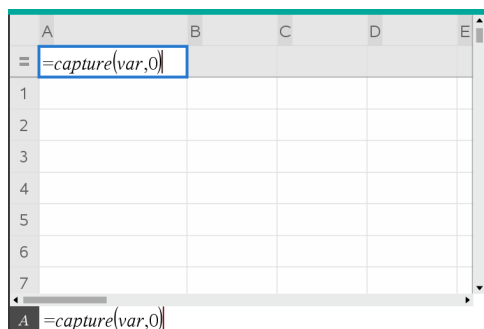 A B C D E
= =capture(var,0)
1
2
3
4
5
6
7
A =capture(var,0)